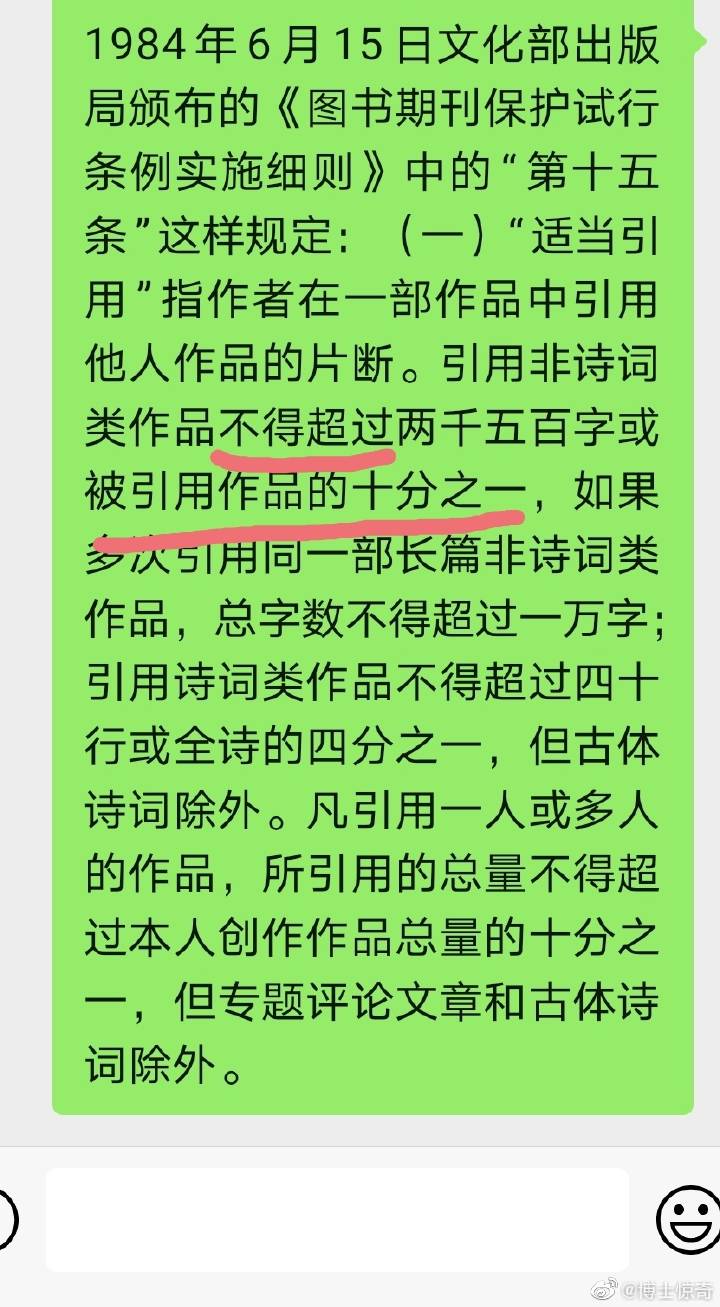 1984年6月15日文化部出版
局颁布的《图书期刊保护试行
条例实施细则》中的“第十五
条”这样规定：（一）“适当引
用”指作者在一部作品中引用
他人作品的片断。引用非诗词
类作品不得超过两千五百字或
被引用作品的十分之一，如果
多次引用同一部长篇非诗词类
作品，总字数不得超过一万字；
引用诗词类作品不得超过四十
行或全诗的四分之一，但古体
诗词除外。凡引用一人或多人
的作品，所引用的总量不得超
过本人创作作品总量的十分之
一，但专题评论文章和古体诗
词除外。
@博士惊奇